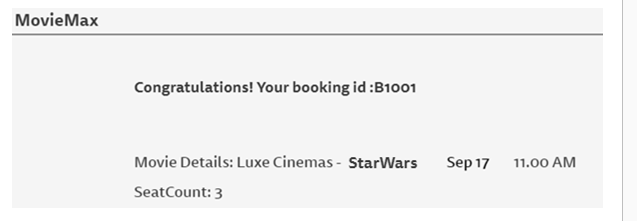 MovieMax
Congratulations! Your booking id :B1001
Movie Details: Luxe Cinemas - StarWars Sep 17 11.00 AM
SeatCount: 3